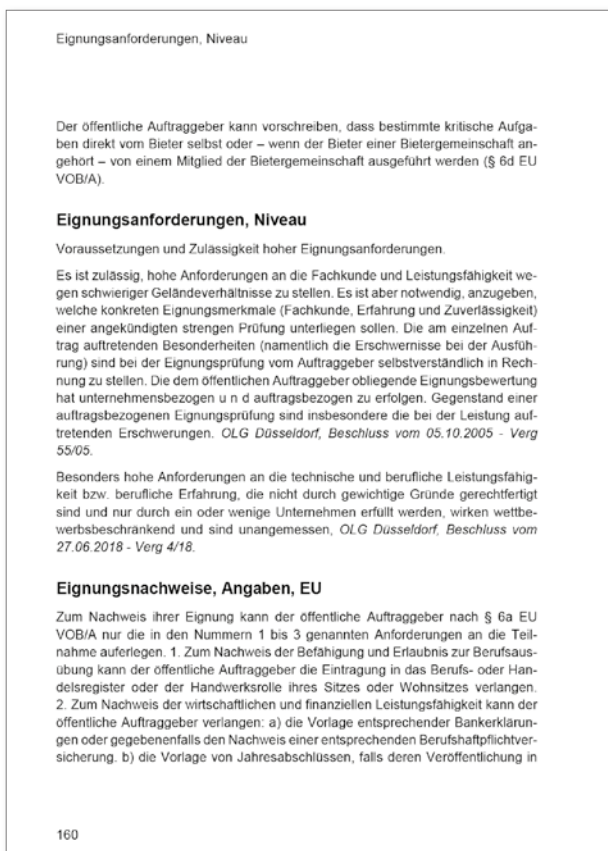 Eignungsanforderungen, Niveau
Der öffentliche Auftraggeber kann vorschreiben, dass bestimmte kritische Aufga-
ben direkt vom Bieter selbst oder – wenn der Bieter einer Bietergemeinschaft an-
gehört – von einem Mitglied der Bietergemeinschaft ausgeführt werden (§ 6d EU
VOB/A).
Eignungsanforderungen, Niveau
Voraussetzungen und Zulässigkeit hoher Eignungsanforderungen.
Es ist zulässig, hohe Anforderungen an die Fachkunde und Leistungsfähigkeit we-
gen schwieriger Geländeverhältnisse zu stellen. Es ist aber notwendig, anzugeben,
welche konkreten Eignungsmerkmale (Fachkunde, Erfahrung und Zuverlässigkeit)
einer angekündigten strengen Prüfung unterliegen sollen. Die am einzelnen Auf-
trag auftretenden Besonderheiten (namentlich die Erschwernisse bei der Ausfüh-
rung) sind bei der Eignungsprüfung vom Auftraggeber selbstverständlich in Rech-
nung zu stellen. Die dem öffentlichen Auftraggeber obliegende Eignungsbewertung
hat unternehmensbezogen u n d auftragsbezogen zu erfolgen. Gegenstand einer
auftragsbezogenen Eignungsprüfung sind insbesondere die bei der Leistung auf-
tretenden Erschwerungen. OLG Düsseldorf, Beschluss vom 05.10.2005 - Verg
55/05.
Besonders hohe Anforderungen an die technische und berufliche Leistungsfähig-
keit bzw. berufliche Erfahrung, die nicht durch gewichtige Gründe gerechtfertigt
sind und nur durch ein oder wenige Unternehmen erfüllt werden, wirken wettbe-
werbsbeschränkend und sind unangemessen, OLG Düsseldorf, Beschluss vom
27.06.2018 - Verg 4/18.
Eignungsnachweise, Angaben, EU
Zum Nachweis ihrer Eignung kann der öffentliche Auftraggeber nach § 6a EU
VOB/A nur die in den Nummern 1 bis 3 genannten Anforderungen an die Teil-
nahme auferlegen. 1. Zum Nachweis der Befähigung und Erlaubnis zur Berufsaus-
übung kann der öffentliche Auftraggeber die Eintragung in das Berufs- oder Han-
delsregister oder der Handwerksrolle ihres Sitzes oder Wohnsitzes verlangen.
2. Zum Nachweis der wirtschaftlichen und finanziellen Leistungsfähigkeit kann der
öffentliche Auftraggeber verlangen: a) die Vorlage entsprechender Bankerklärun-
gen oder gegebenenfalls den Nachweis einer entsprechenden Berufshaftpflichtver-
sicherung. b) die Vorlage von Jahresabschlüssen, falls deren Veröffentlichung in
160